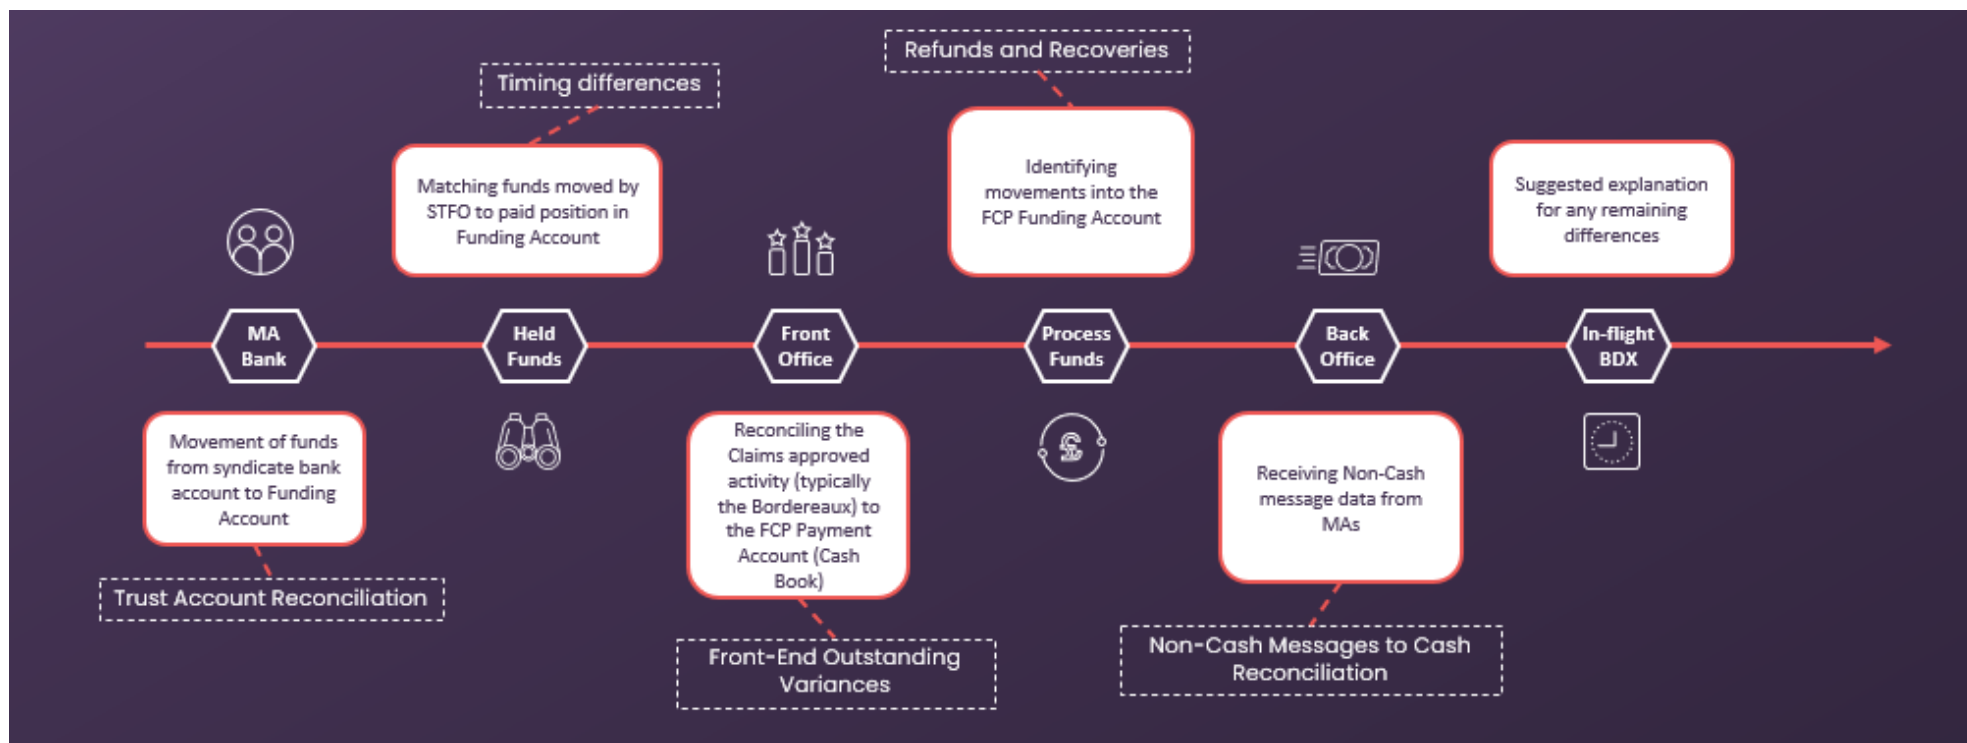 Refunds and Recoveries
Timing differences
Matching funds moved by
STFO to paid position in
Funding Account
Identifying
movements into the
FCP Funding Account
Suggested explanation
for any remaining
differences
MA
Bank
Held
Funds
Front
Office
Process
Funds
Back
Office
In-flight
BDX
Movement of funds
from syndicate bank
account to Funding
Account
Trust Account Reconciliation
Reconciling the
Claims approved
activity (typically
the Bordereaux) to
the FCP Payment
Account (Cash
Book)
Front-End Outstanding
Variances
£
Receiving Non-Cash
message data from
MAs
Non-Cash Messages to Cash
Reconciliation